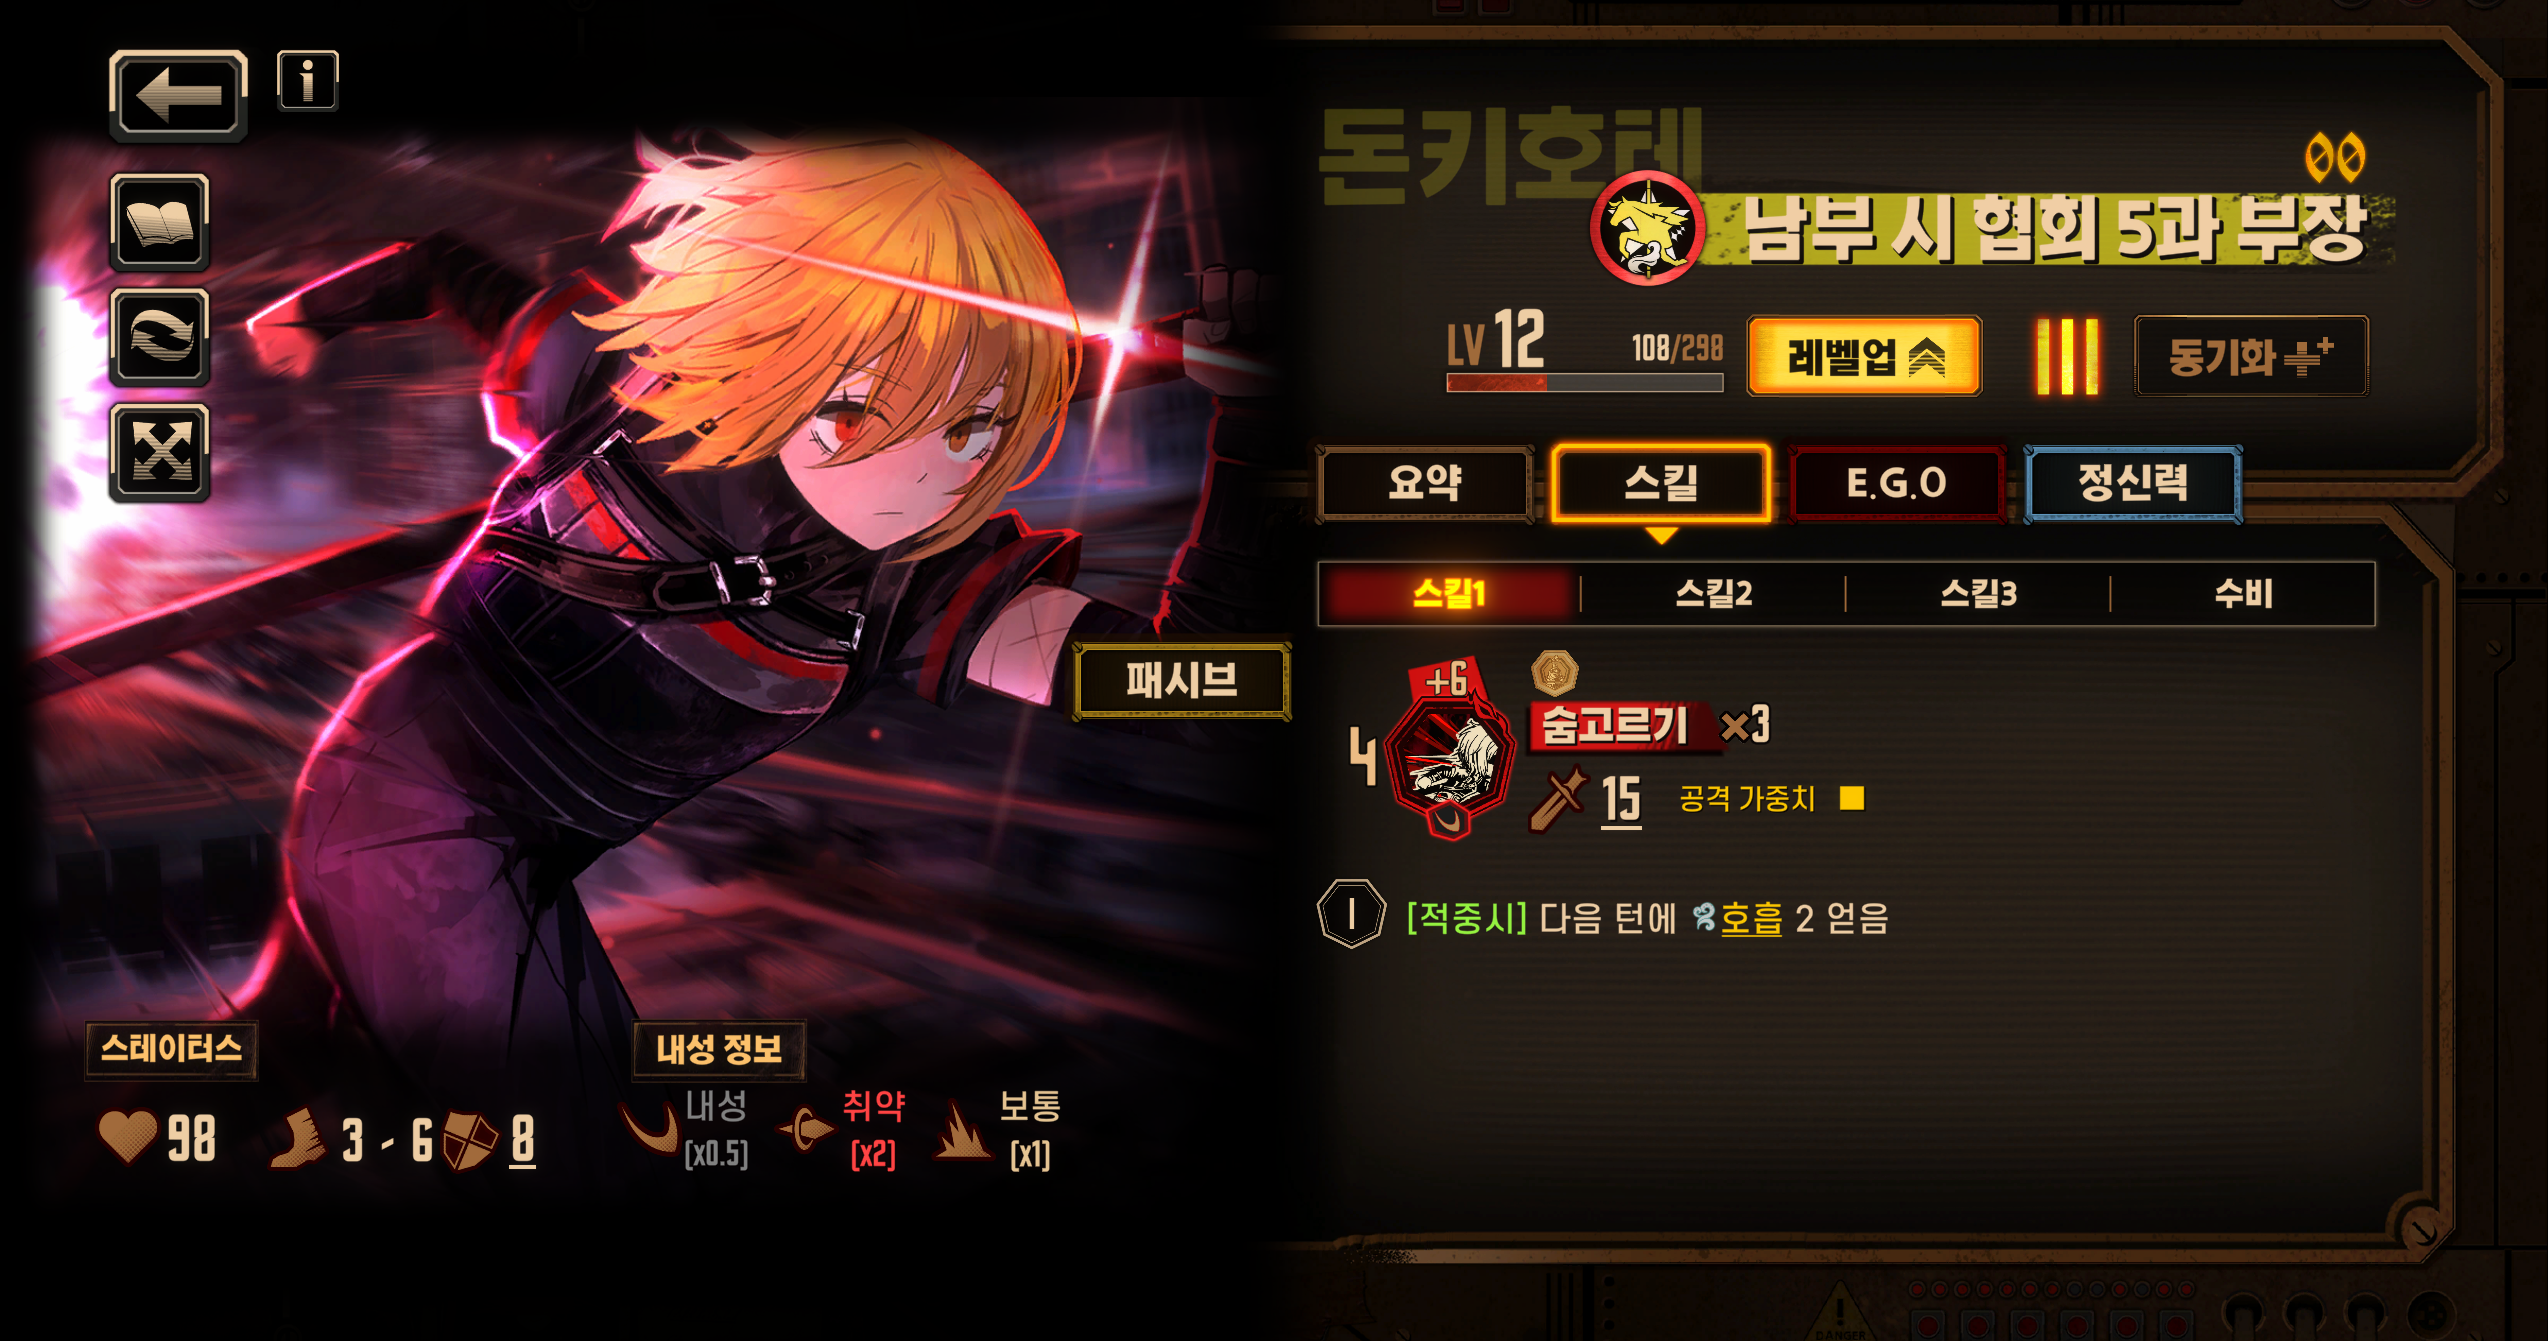 돈키호테
남부 시 협회 5과 부장
LV 12
108/298
레벨업
동기화
요약
스킬
E.G.O
정신력
스킬1
스킬2
스킬3
수비
패시브
+6
4
숨고르기 ×3
15
공격 가중치
[적중시] 다음 턴에 호흡 2 얻음
스테이터스
98
3 - 6
8
내성 정보
내성
[x0.5]
취약
[x2]
보통
[x1]
DANGER